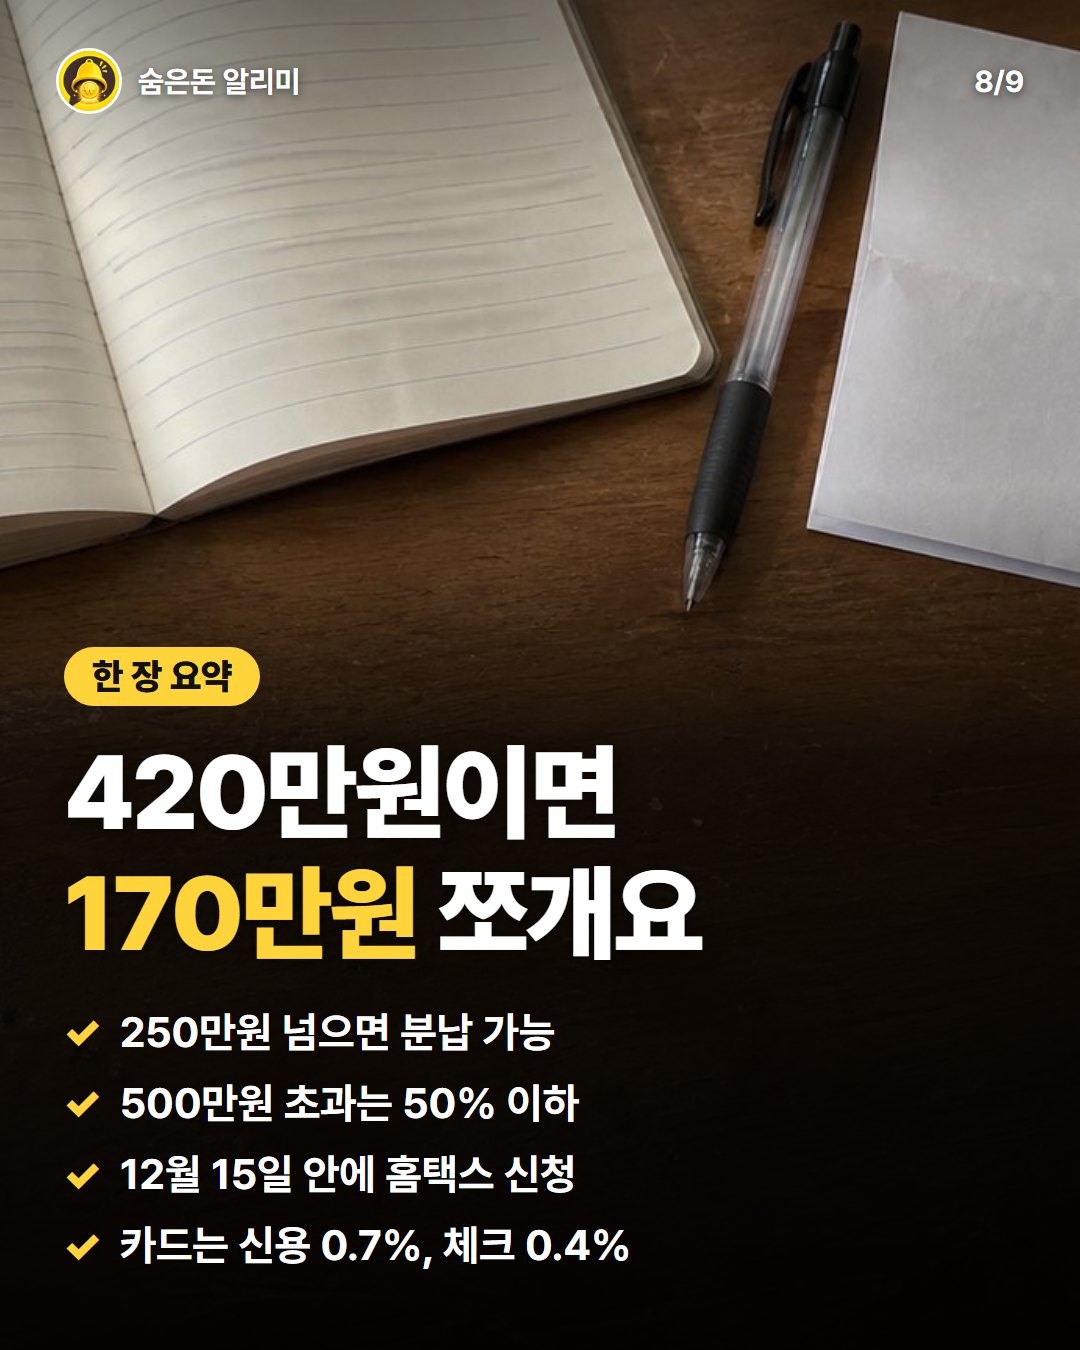 숨은돈 알리미
8/9
한 장 요약
420만원이면
170만원 쪼개요
250만원 넘으면 분납 가능
500만원 초과는 50% 이하
12월 15일 안에 홈택스 신청
카드는 신용 0.7%, 체크 0.4%